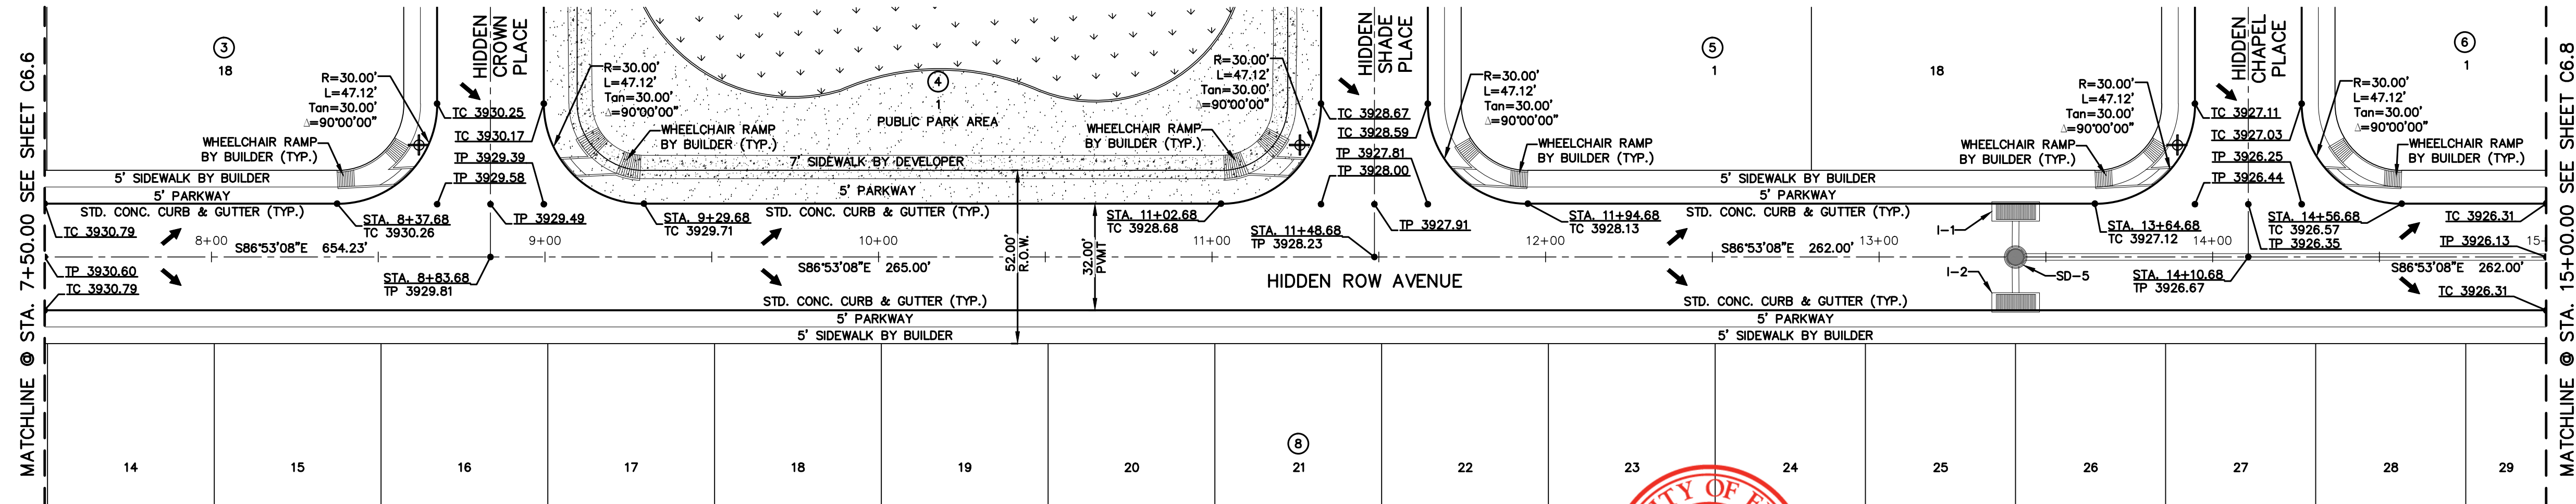 MATCHLINE @ STA. 7+50.00 SEE SHEET C6.6
3
18
R=30.00'
L=47.12'
Tan=30.00'
Δ=90°00'00"
WHEELCHAIR RAMP
BY BUILDER (TYP.)
5' SIDEWALK BY BUILDER
5' PARKWAY
STD. CONC. CURB & GUTTER (TYP.)
TC 3930.79
STA. 8+37.68
TC 3930.26
8+00
S86°53'08"E 654.23'
TP 3930.60
TC 3930.79
HIDDEN
CROWN
PLACE
TC 3930.25
TC 3930.17
TP 3929.39
TP 3929.58
TP 3929.49
STA. 8+83.68
TP 3929.81
9+00
R=30.00'
L=47.12'
Tan=30.00'
Δ=90°00'00"
WHEELCHAIR RAMP
BY BUILDER (TYP.)
4
1
PUBLIC PARK AREA
7' SIDEWALK BY DEVELOPER
5' PARKWAY
STA. 9+29.68
TC 3929.71
STD. CONC. CURB & GUTTER (TYP.)
10+00
S86°53'08"E 265.00'
STD. CONC. CURB & GUTTER (TYP.)
5' PARKWAY
5' SIDEWALK BY BUILDER
52.00'
R.O.W.
32.00'
PVMT
R=30.00'
L=47.12'
Tan=30.00'
Δ=90°00'00"
WHEELCHAIR RAMP
BY BUILDER (TYP.)
STA. 11+02.68
TC 3928.68
11+00
HIDDEN
SHADE
PLACE
TC 3928.67
TC 3928.59
TP 3927.81
TP 3928.00
TP 3927.91
STA. 11+48.68
TP 3928.23
HIDDEN ROW AVENUE
R=30.00'
L=47.12'
Tan=30.00'
Δ=90°00'00"
WHEELCHAIR RAMP
BY BUILDER (TYP.)
STA. 11+94.68
TC 3928.13
12+00
5
1
18
5' SIDEWALK BY BUILDER
5' PARKWAY
STD. CONC. CURB & GUTTER (TYP.)
S86°53'08"E 262.00'
13+00
I-1
I-2
SD-5
STD. CONC. CURB & GUTTER (TYP.)
5' PARKWAY
5' SIDEWALK BY BUILDER
R=30.00'
L=47.12'
Tan=30.00'
Δ=90°00'00"
WHEELCHAIR RAMP
BY BUILDER (TYP.)
STA. 13+64.68
TC 3927.12
14+00
HIDDEN
CHAPEL
PLACE
TC 3927.11
TC 3927.03
TP 3926.25
TP 3926.44
STA. 14+56.68
TC 3926.57
TP 3926.35
STA. 14+10.68
TP 3926.67
6
1
R=30.00'
L=47.12'
Tan=30.00'
Δ=90°00'00"
WHEELCHAIR RAMP
BY BUILDER (TYP.)
TC 3926.31
TP 3926.13
15
S86°53'08"E 262.00'
TC 3926.31
MATCHLINE @ STA. 15+00.00 SEE SHEET C6.8
8
14
15
16
17
18
19
20
21
22
23
24
25
26
27
28
29
OF